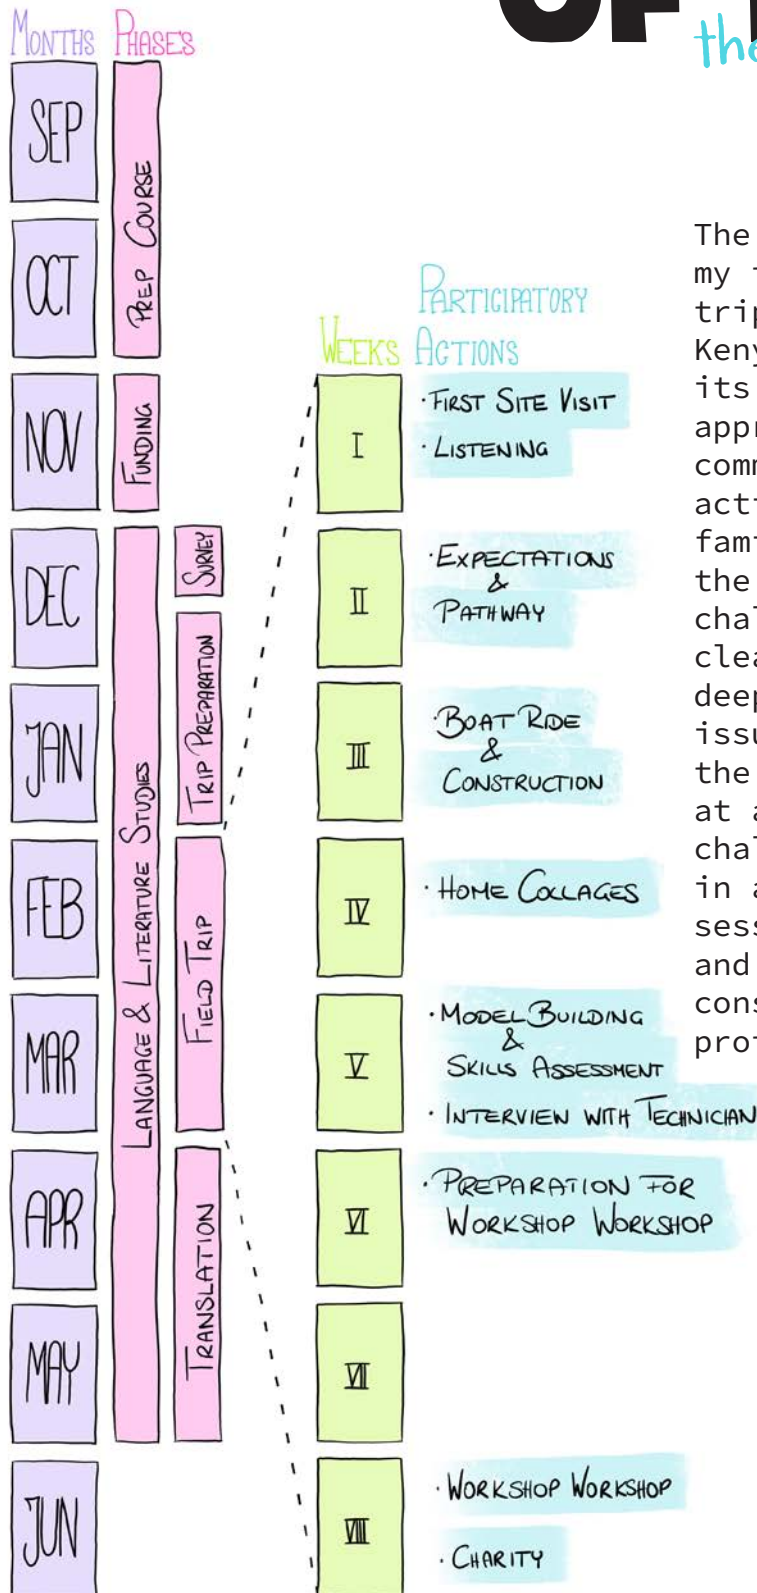 OF
the
MONTHS
PHASES
SEP
OCT
NOV
DEC
JAN
FEB
MAR
APR
MAY
JUN
PREP COURSE
FUNDING
LANGUAGE & LITERATURE STUDIES
SURVEY
TRIP PREPARATION
FIELD TRIP
TRANSLATION
WEEKS
PARTICIPATORY
ACTIONS
I
· FIRST SITE VISIT
· LISTENING
II
· EXPECTATIONS
&
PATHWAY
III
· BOAT RIDE
&
CONSTRUCTION
IV
· HOME COLLAGES
V
· MODEL BUILDING
&
SKILLS ASSESSMENT
· INTERVIEW WITH TECHNICIAN
VI
· PREPARATION FOR
WORKSHOP WORKSHOP
VII
VIII
· WORKSHOP WORKSHOP
· CHARITY
The
my
trip
Keny
its
appr
comm
acti
fami
the
chal
clea
deep
issu
the
at a
chal
in a
sess
and
cons